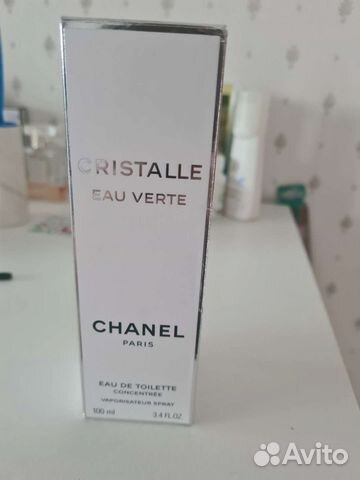 CRISTALLE
EAU VERTE
CHANEL
PARIS
EAU DE TOILETTE
CONCENTRÉE
VAPORISATEUR SPRAY
100 ml 3.4 FL.OZ
Avito